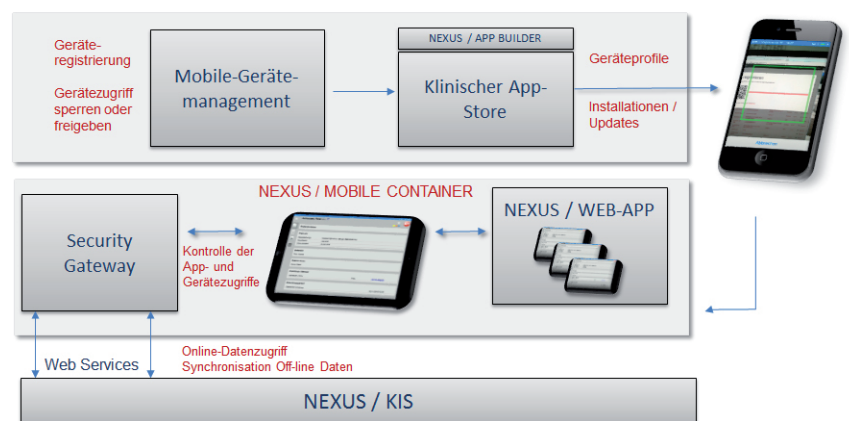 Geräte-
registrierung
Gerätezugriff
sperren oder
freigeben
Mobile-Geräte-
management
NEXUS / APP BUILDER
Klinischer App-
Store
Geräteprofile
Installationen /
Updates
Security
Gateway
Kontrolle der
App- und
Gerätezugriffe
NEXUS / MOBILE CONTAINER
NEXUS / WEB-APP
Web Services
Online-Datenzugriff
Synchronisation Off-line Daten
NEXUS / KIS